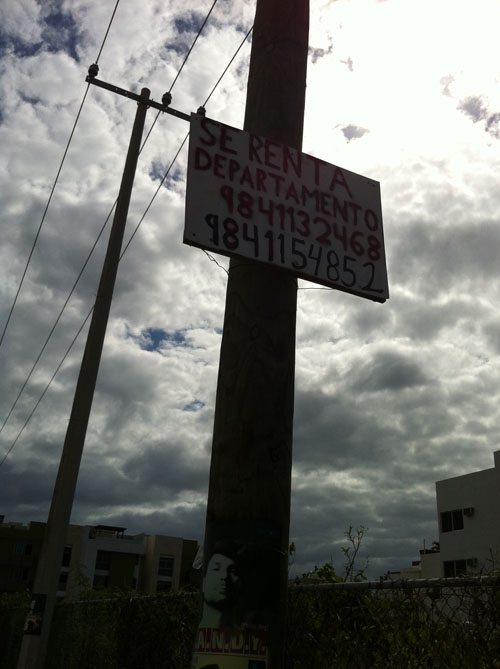 SE RENTA
DEPARTAMENTO
9841132468
9841154852